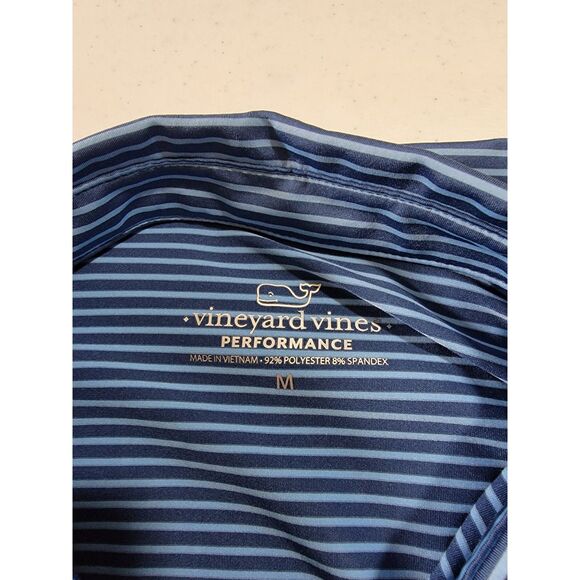 vineyard vines
PERFORMANCE
MADE IN VIETNAM • 92% POLYESTER 8% SPANDEX
M